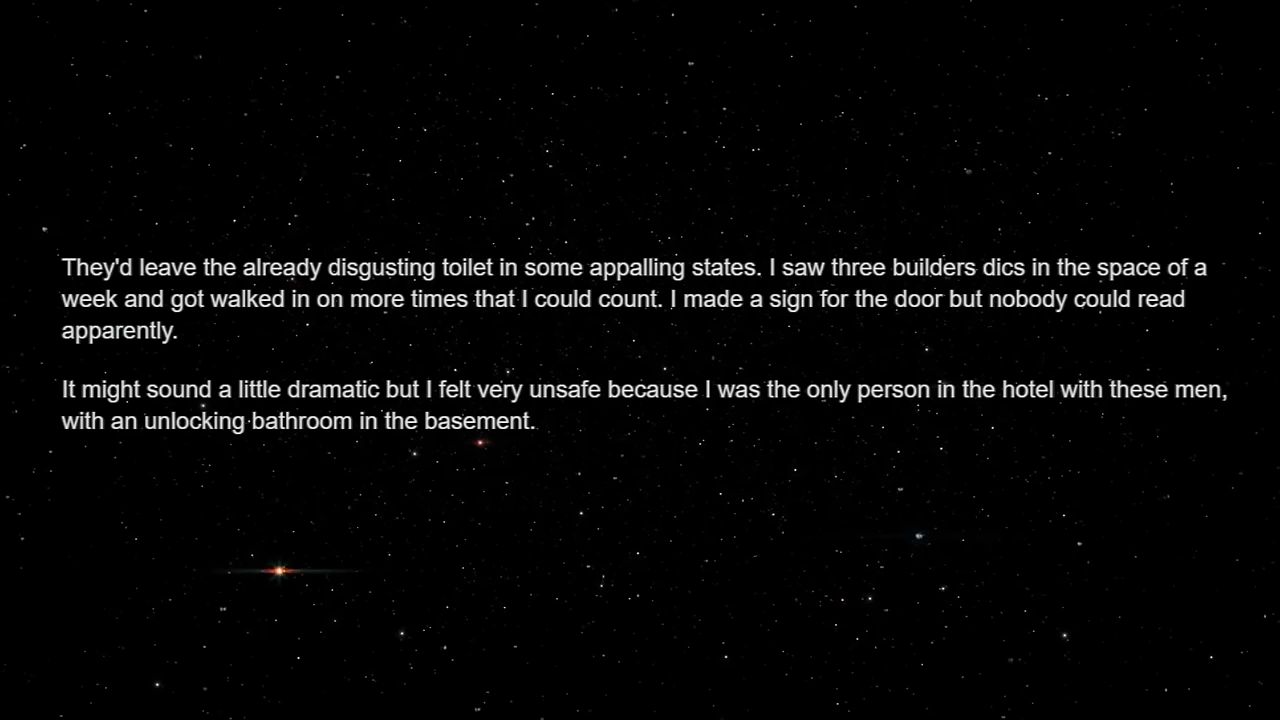 They'd leave the already disgusting toilet in some appalling states. I saw three builders dics in the space of a
week and got walked in on more times that I could count. I made a sign for the door but nobody could read
apparently.
It might sound a little dramatic but I felt very unsafe because I was the only person in the hotel with these men,
with an unlocking bathroom in the basement.